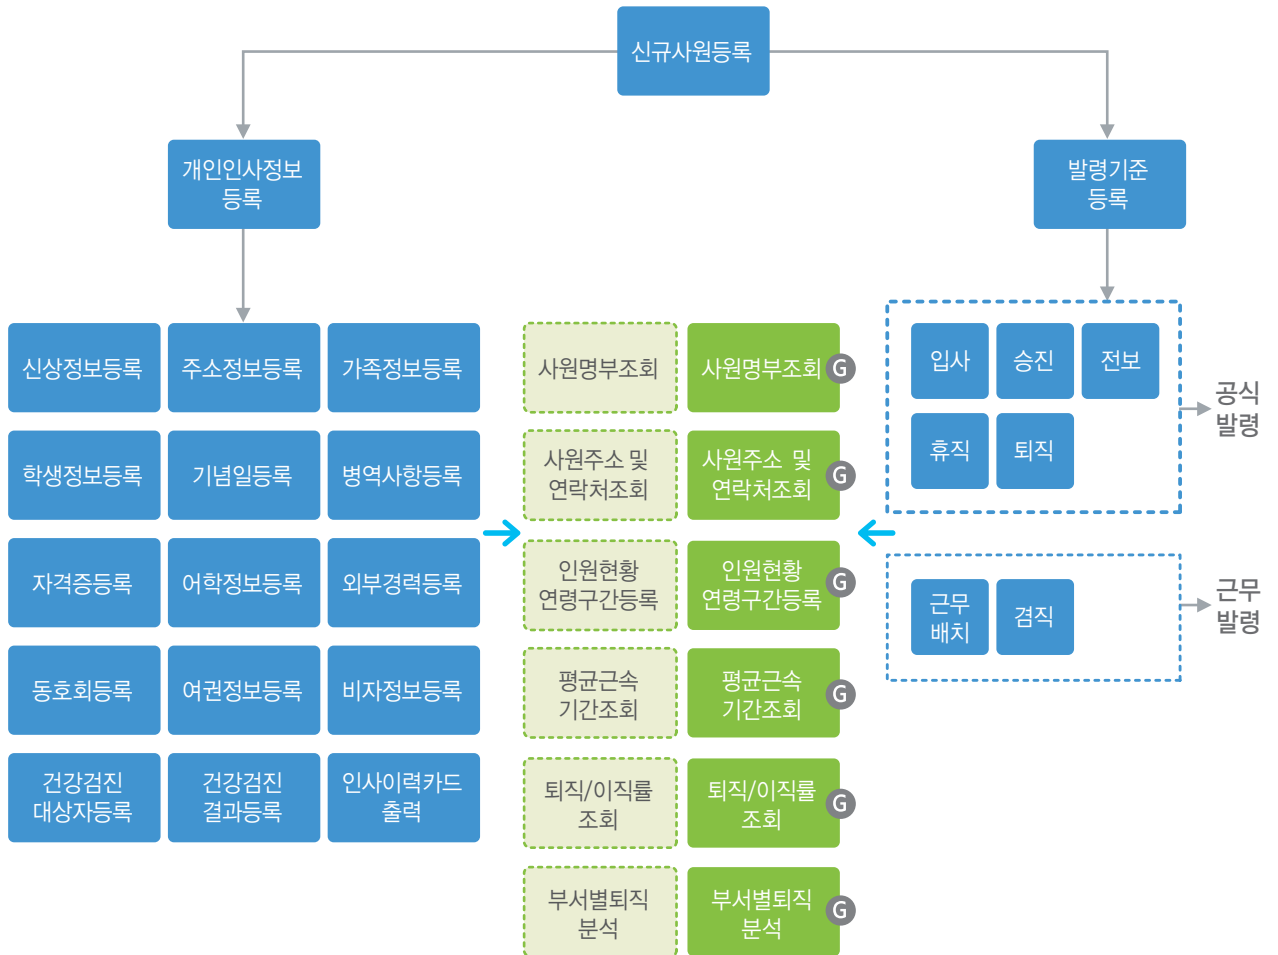 신규사원등록
개인인사정보
등록
발령기준
등록
신상정보등록
주소정보등록
가족정보등록
학생정보등록
기념일등록
병역사항등록
자격증등록
어학정보등록
외부경력등록
동호회등록
여권정보등록
비자정보등록
건강검진
대상자등록
건강검진
결과등록
인사이력카드
출력
사원명부조회
사원명부조회
G
사원주소 및
연락처조회
사원주소 및
연락처조회
G
인원현황
연령구간등록
인원현황
연령구간등록
G
평균근속
기간조회
평균근속
기간조회
G
퇴직/이직률
조회
퇴직/이직률
조회
G
부서별퇴직
분석
부서별퇴직
분석
G
입사
승진
전보
휴직
퇴직
공식
발령
근무
배치
겸직
근무
발령